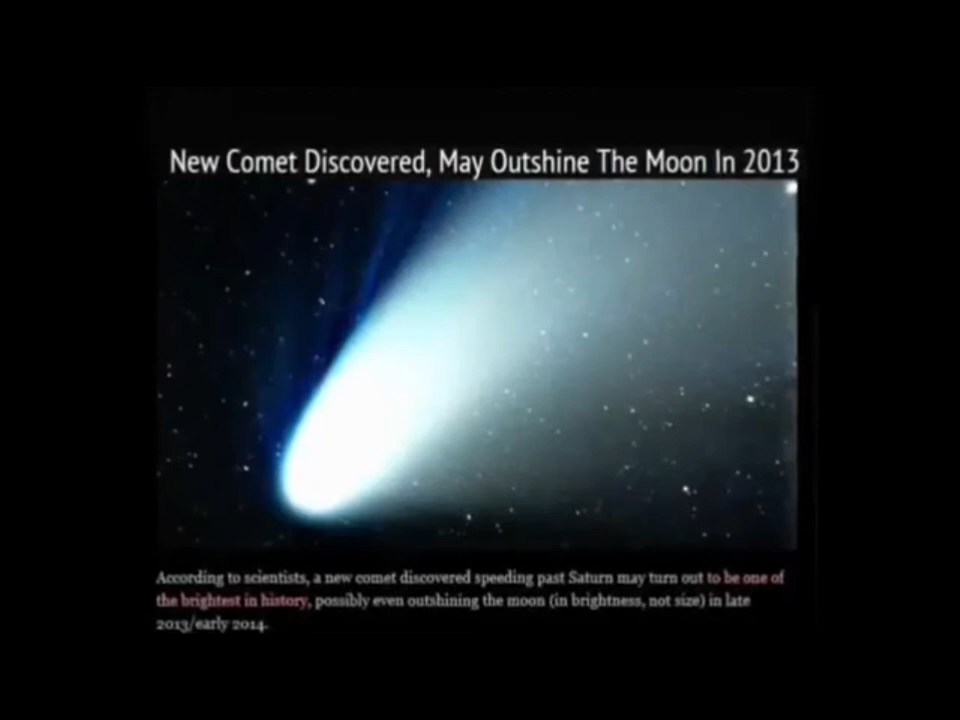 New Comet Discovered, May Outshine The Moon In 2013
According to scientists, a new comet discovered speeding past Saturn may turn out to be one of
the brightest in history, possibly even outshining the moon (in brightness, not size) in late
2013/early 2014.